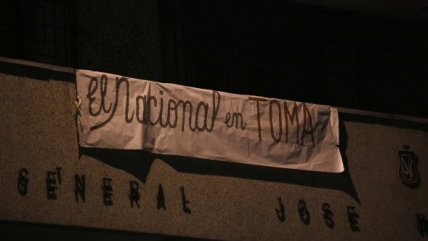 El Nacional en TOMA
GENERAL JOSE